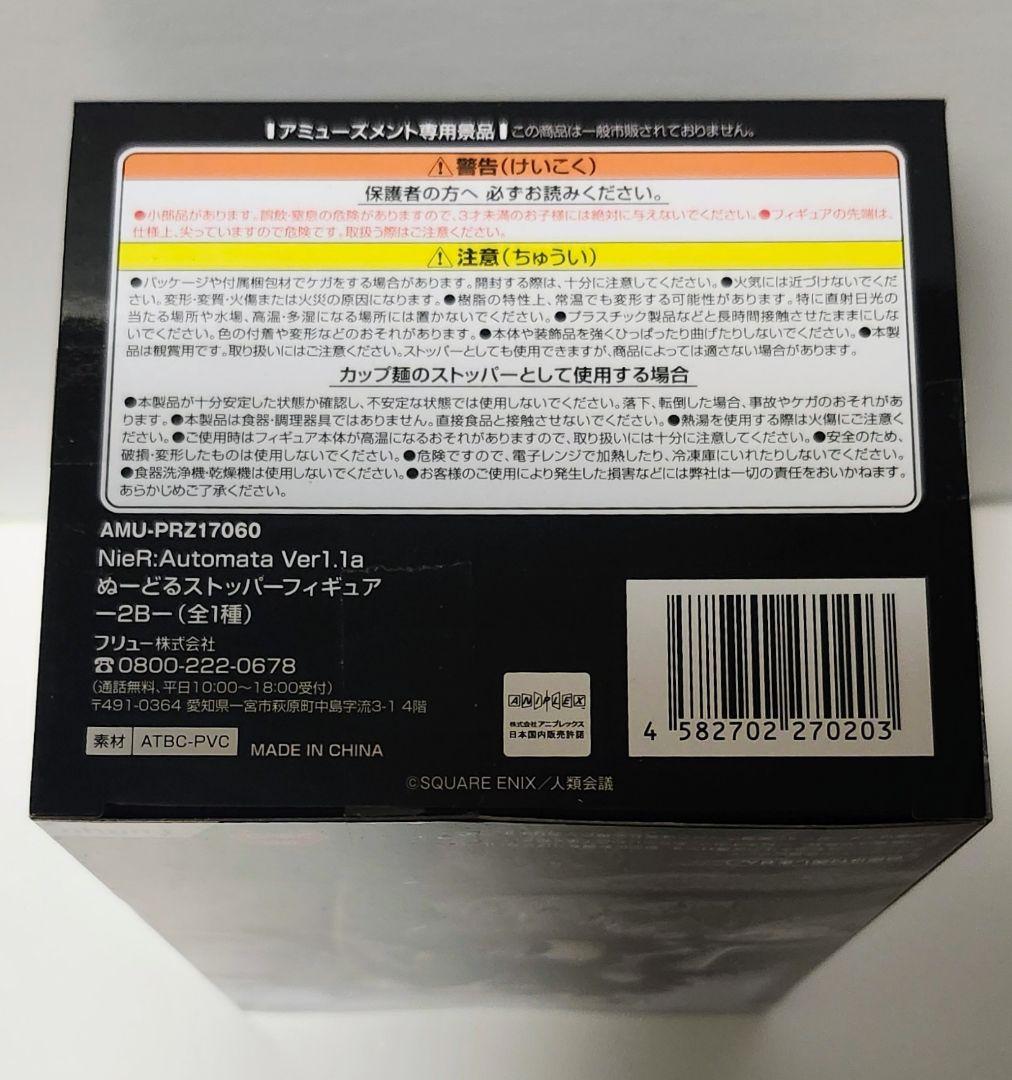 アミューズメント専用景品 この商品は一般市販されておりません。
警告(けいこく)
保護者の方へ 必ずお読みください。
●小部品があります。誤飲・窒息の危険がありますので、3才未満のお子様には絶対に与えないでください。●フィギュアの先端は、
仕様上、尖っていますので危険です。取扱う際はご注意ください。
注意(ちゅうい)
●パッケージや付属梱包材でケガをする場合があります。開封する際は、十分に注意してください。●火気には近づけないでくだ
さい。変形・変質・火傷または火災の原因になります。●樹脂の特性上、常温でも変形する可能性があります。特に直射日光の
当たる場所や水場、高温・多湿になる場所には置かないでください。●プラスチック製品などと長時間接触させたままにしな
いでください。色の付着や変形などのおそれがあります。●本体や装飾品を強くひっぱったり曲げたりしないでください。●本製
品は観賞用です。取り扱いにはご注意ください。ストッパーとしても使用できますが、商品によっては適さない場合があります。
カップ麺のストッパーとして使用する場合
●本製品が十分安定した状態か確認し、不安定な状態では使用しないでください。落下、転倒した場合、事故やケガのおそれがあ
ります。●本製品は食器・調理器具ではありません。直接食品と接触させないでください。●熱湯を使用する際は火傷にご注意く
ださい。●ご使用時はフィギュア本体が高温になるおそれがありますので、取り扱いには十分に注意してください。●安全のため、
破損・変形したものは使用しないでください。●危険ですので、電子レンジで加熱したり、冷凍庫にいれたりしないでください。
●食器洗浄機・乾燥機は使用しないでください。●お客様のご使用により発生した損害などには弊社は一切の責任をおいかねます。
あらかじめご了承ください。
AMU-PRZ17060
NieR:Automata Ver1.1a
ぬーどるストッパーフィギュア
ー2Bー(全1種)
フリュー株式会社
☎0800-222-0678
(通話無料、平日10:00〜18:00受付)
〒491-0364 愛知県一宮市萩原町中島字流3-1 4階
素材 ATBC-PVC MADE IN CHINA
ANIPLEX
株式会社アニプレックス
日本国内販売許諾
4 582702 270203
©SQUARE ENIX/人類会議